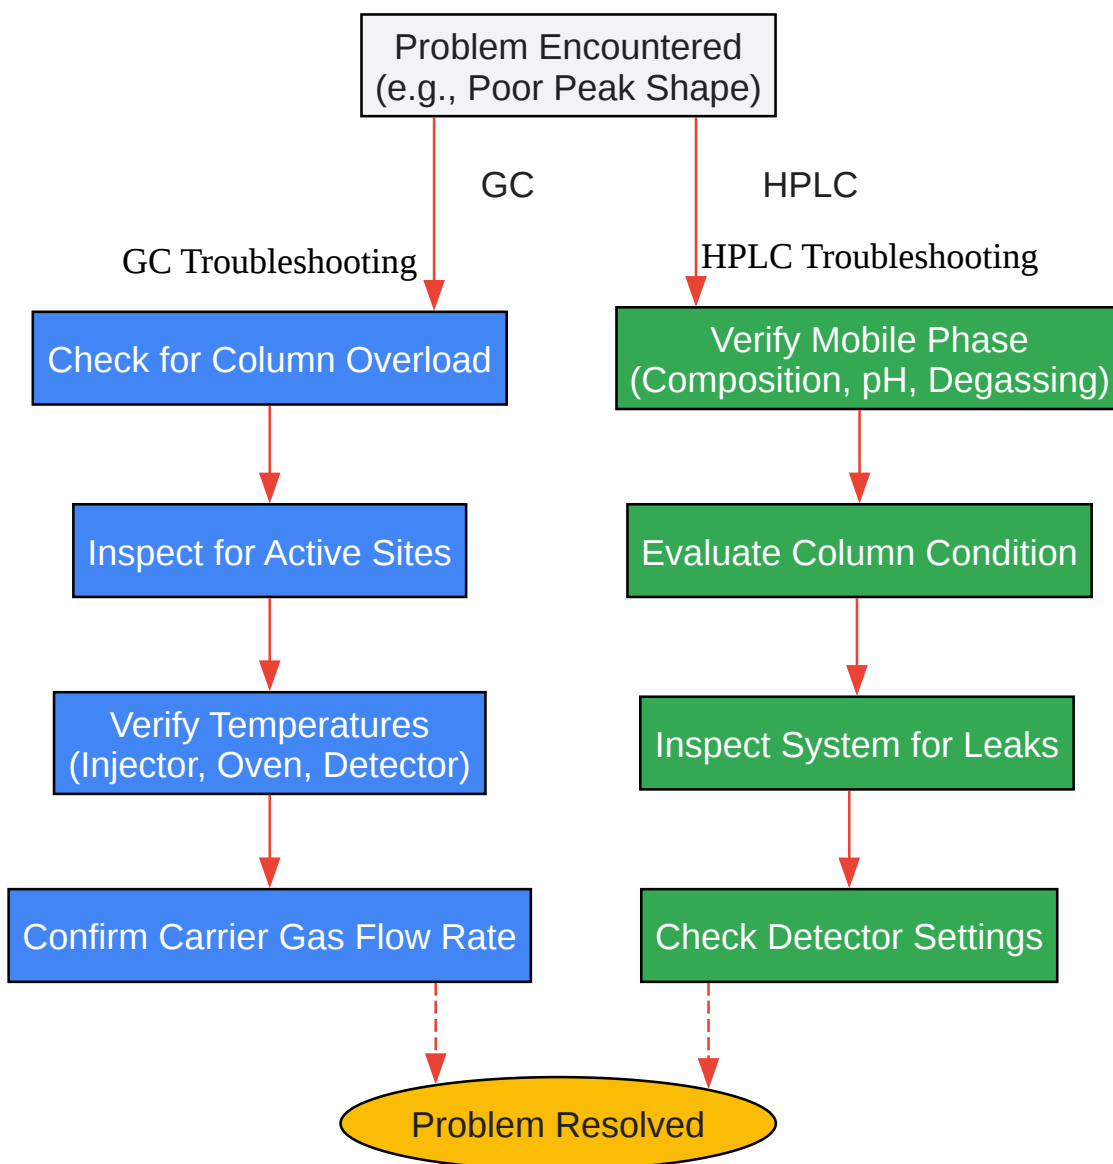 Problem Encountered
(e.g., Poor Peak Shape)
GC
HPLC
GC Troubleshooting
HPLC Troubleshooting
Check for Column Overload
Verify Mobile Phase
(Composition, pH, Degassing)
Inspect for Active Sites
Evaluate Column Condition
Verify Temperatures
(Injector, Oven, Detector)
Inspect System for Leaks
Confirm Carrier Gas Flow Rate
Check Detector Settings
Problem Resolved